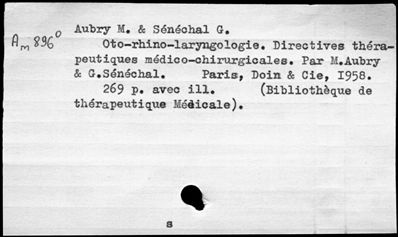 Aubry M. & Sénéchal G.
Am 896° Oto-rhino-laryngologie. Directives théra-
peutiques médico-chirurgicales. Par M.Aubry
& G.Sénéchal. Paris, Doin & Cie, 1958.
269 p. avec ill. (Bibliothèque de
thérapeutique Médicale).
s